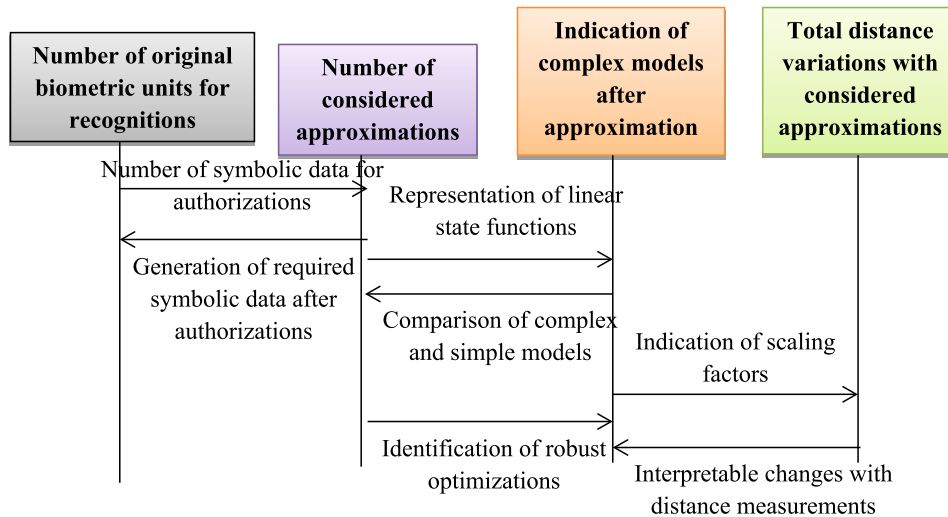 Number of original
biometric units for
recognitions
Number of
considered
approximations
Indication of
complex models
after
approximation
Total distance
variations with
considered
approximations
Number of symbolic data for
authorizations
Representation of linear
state functions
Generation of required
symbolic data after
authorizations
Comparison of complex
and simple models
Indication of scaling
factors
Identification of robust
optimizations
Interpretable changes with
distance measurements